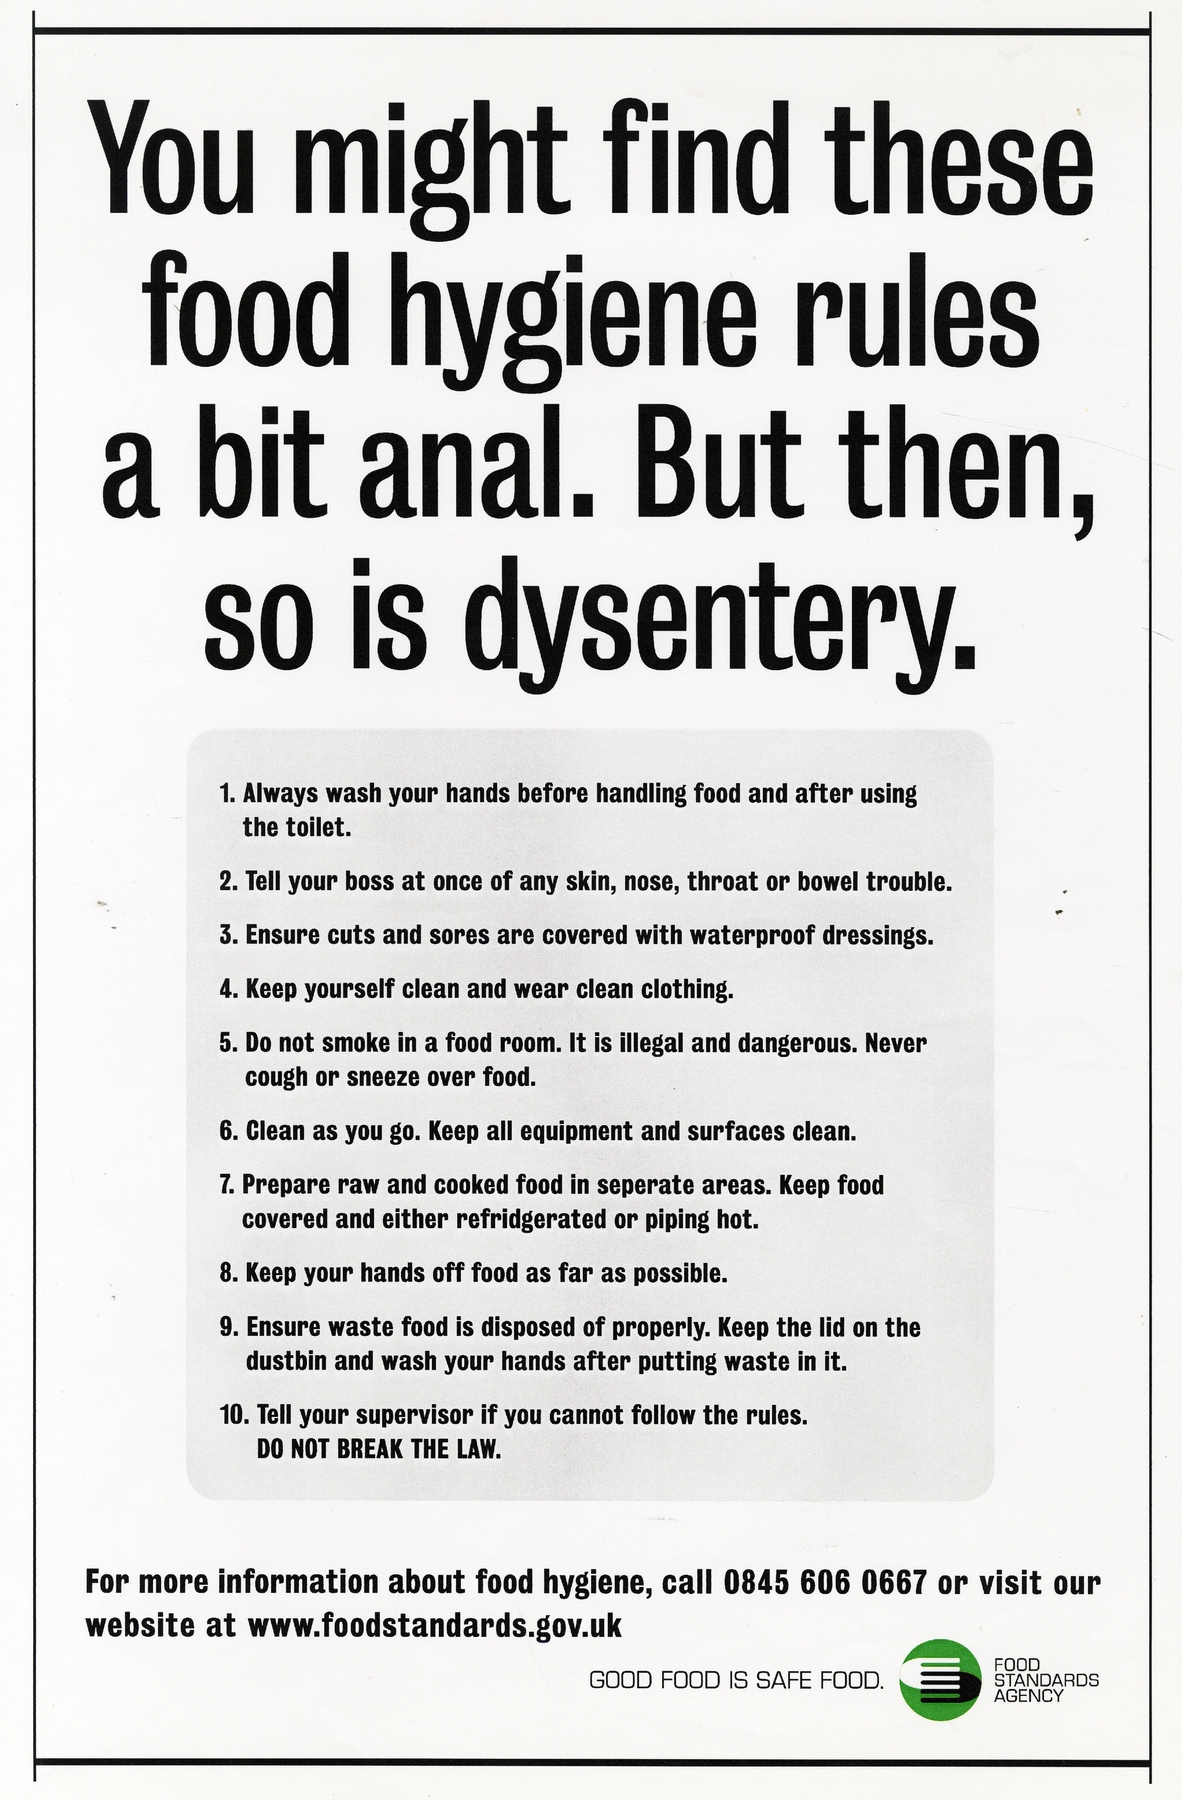 You might find these
food hygiene rules
a bit anal. But then,
so is dysentery.
1. Always wash your hands before handling food and after using
the toilet.
2. Tell your boss at once of any skin, nose, throat or bowel trouble.
3. Ensure cuts and sores are covered with waterproof dressings.
4. Keep yourself clean and wear clean clothing.
5. Do not smoke in a food room. It is illegal and dangerous. Never
cough or sneeze over food.
6. Clean as you go. Keep all equipment and surfaces clean.
7. Prepare raw and cooked food in seperate areas. Keep food
covered and either refridgerated or piping hot.
8. Keep your hands off food as far as possible.
9. Ensure waste food is disposed of properly. Keep the lid on the
dustbin and wash your hands after putting waste in it.
10. Tell your supervisor if you cannot follow the rules.
DO NOT BREAK THE LAW.
For more information about food hygiene, call 0845 606 0667 or visit our
website at www.foodstandards.gov.uk
GOOD FOOD IS SAFE FOOD.
FOOD
STANDARDS
AGENCY